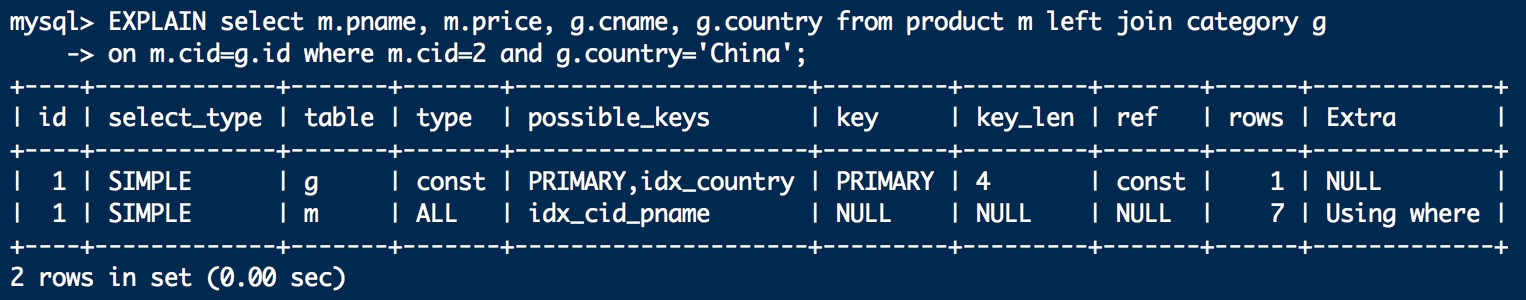 mysql> EXPLAIN select m.pname, m.price, g.cname, g.country from product m left join category g
    -> on m.cid=g.id where m.cid=2 and g.country='China';
+----+-------------+-------+-------+---------------------+---------+---------+-------+------+-------------+
| id | select_type | table | type  | possible_keys       | key     | key_len | ref   | rows | Extra       |
+----+-------------+-------+-------+---------------------+---------+---------+-------+------+-------------+
|  1 | SIMPLE      | g     | const | PRIMARY,idx_country | PRIMARY | 4       | const |    1 | NULL        |
|  1 | SIMPLE      | m     | ALL   | idx_cid_pname       | NULL    | NULL    | NULL  |    7 | Using where |
+----+-------------+-------+-------+---------------------+---------+---------+-------+------+-------------+
2 rows in set (0.00 sec)